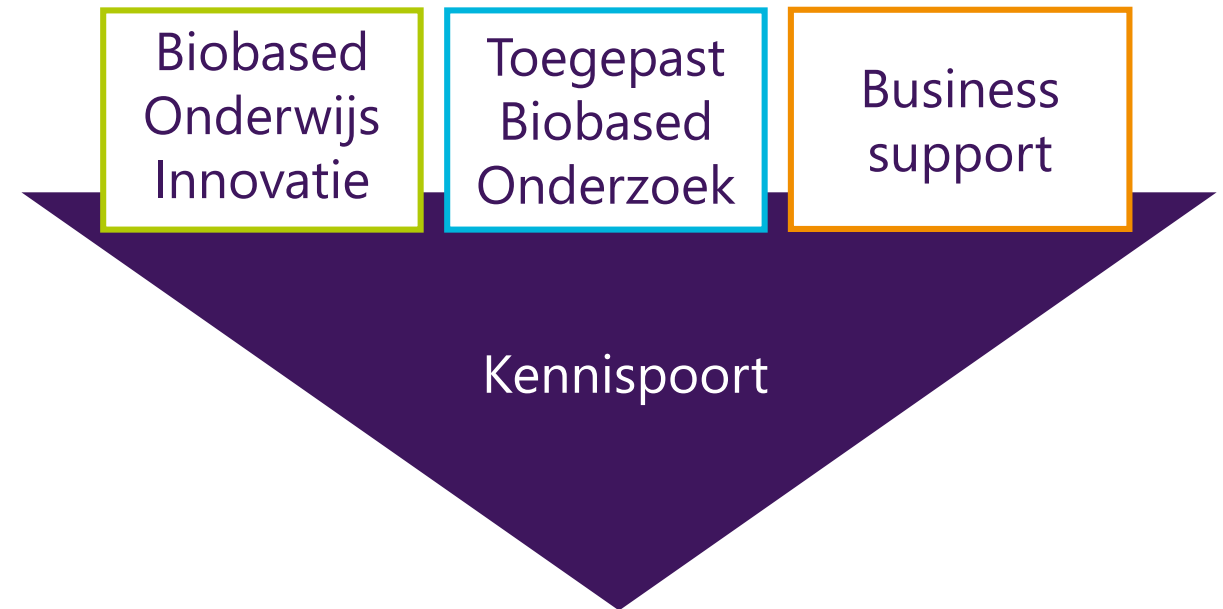 Biobased
Onderwijs
Innovatie
Toegepast
Biobased
Onderzoek
Business
support
Kennispoort